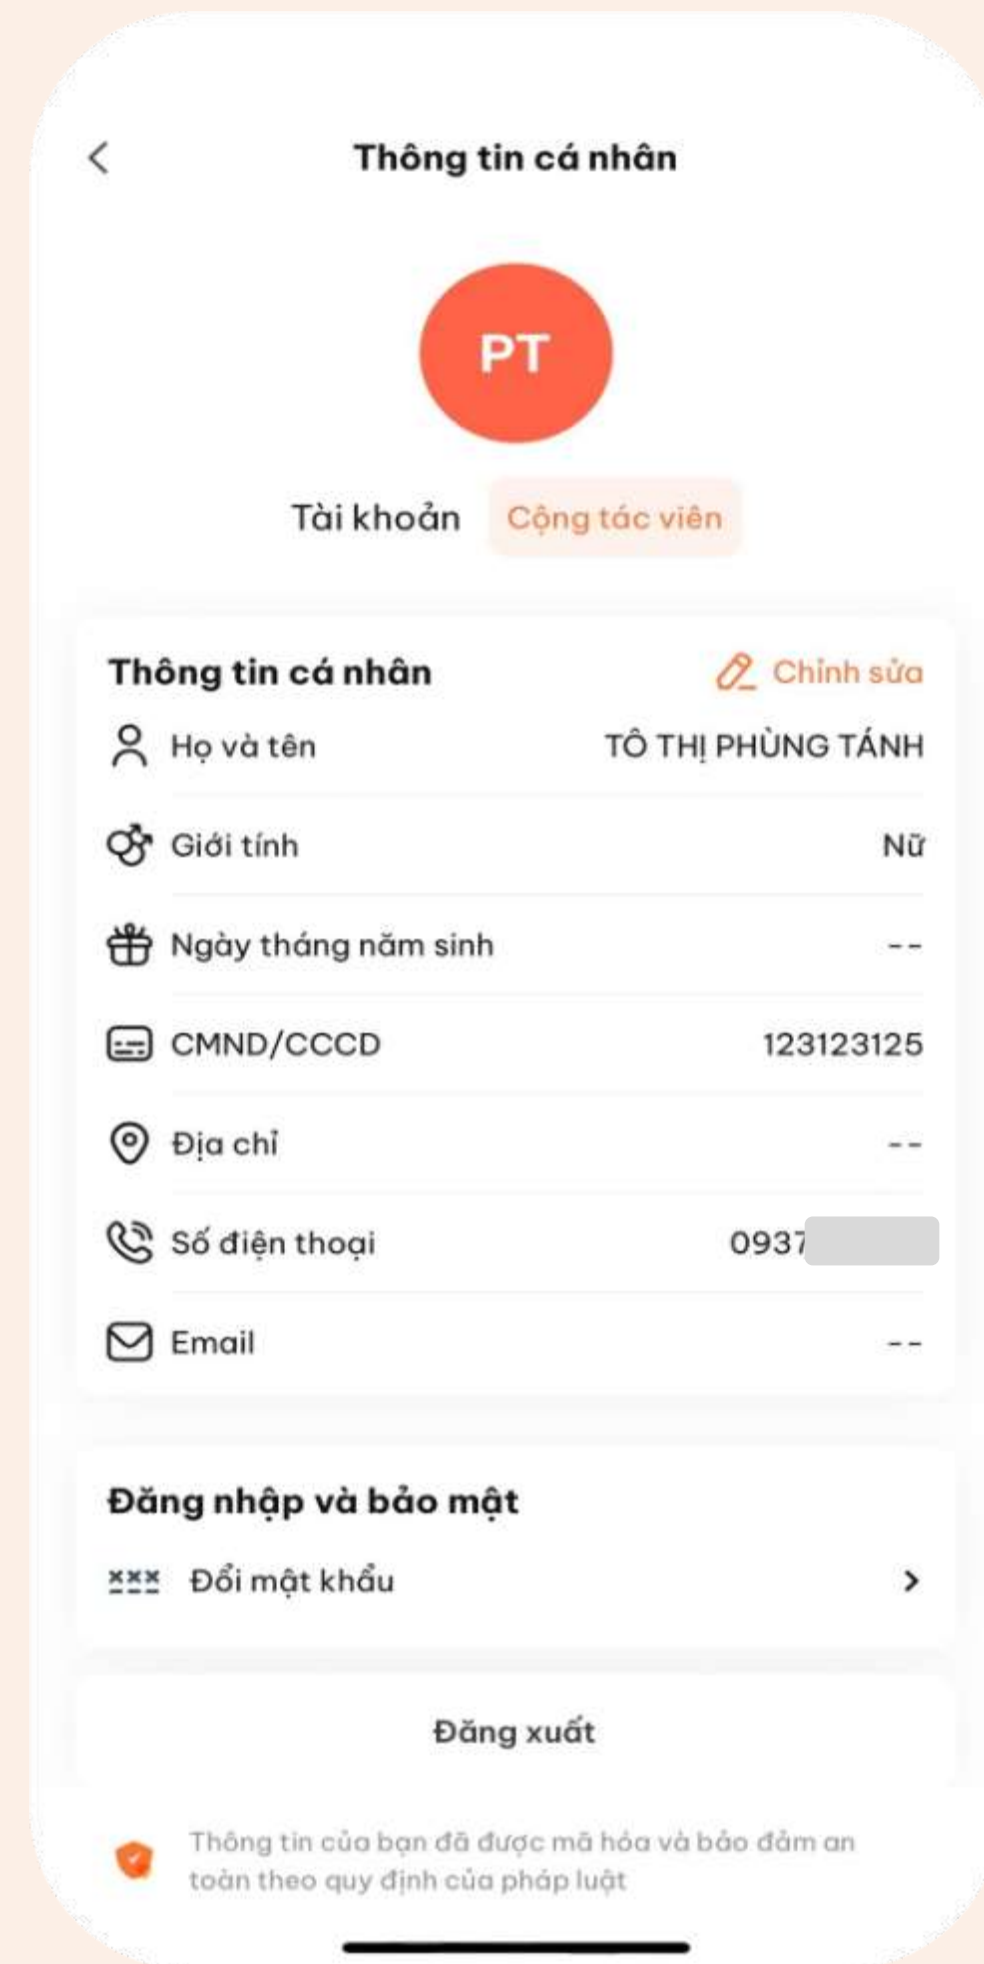 Thông tin cá nhân
PT
Tài khoản Cộng tác viên
Thông tin cá nhân Chỉnh sửa
Họ và tên TÔ THỊ PHÙNG TÁNH
Giới tính Nữ
Ngày tháng năm sinh --
CMND/CCCD 123123125
Địa chỉ --
Số điện thoại 0937
Email --
Đăng nhập và bảo mật
Đổi mật khẩu
Đăng xuất
Thông tin của bạn đã được mã hóa và bảo đảm an
toàn theo quy định của pháp luật